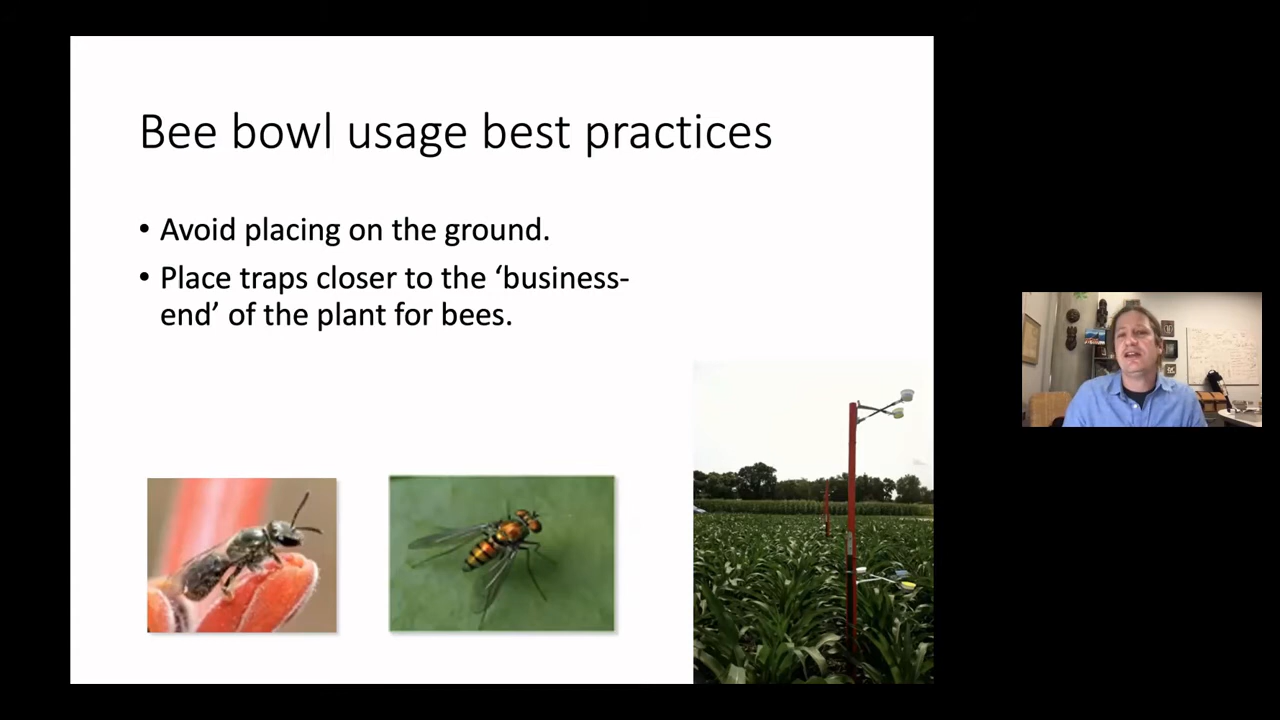 Bee bowl usage best practices
• Avoid placing on the ground.
• Place traps closer to the ‘business-
end’ of the plant for bees.